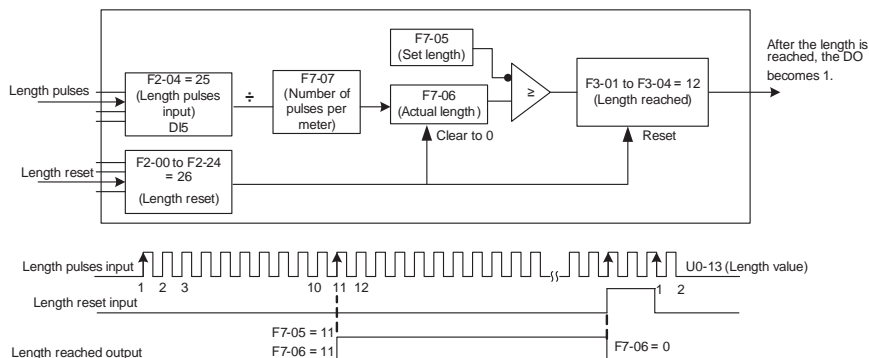 F7-05
(Set length)
After the length is
reached, the DO
becomes 1.
F2-04 = 25
(Length pulses
input)
DI5
Length pulses
÷
F7-07
(Number of
pulses per
meter)
F7-06
(Actual length)
≥
F3-01 to F3-04 = 12
(Length reached)
Clear to 0
Reset
Length reset
F2-00 to F2-24
= 26
(Length reset)
Length pulses input
U0-13 (Length value)
1 2 3 10 11 12 1 2
Length reset input
F7-05 = 11
F7-06 = 11
F7-06 = 0
Length reached output